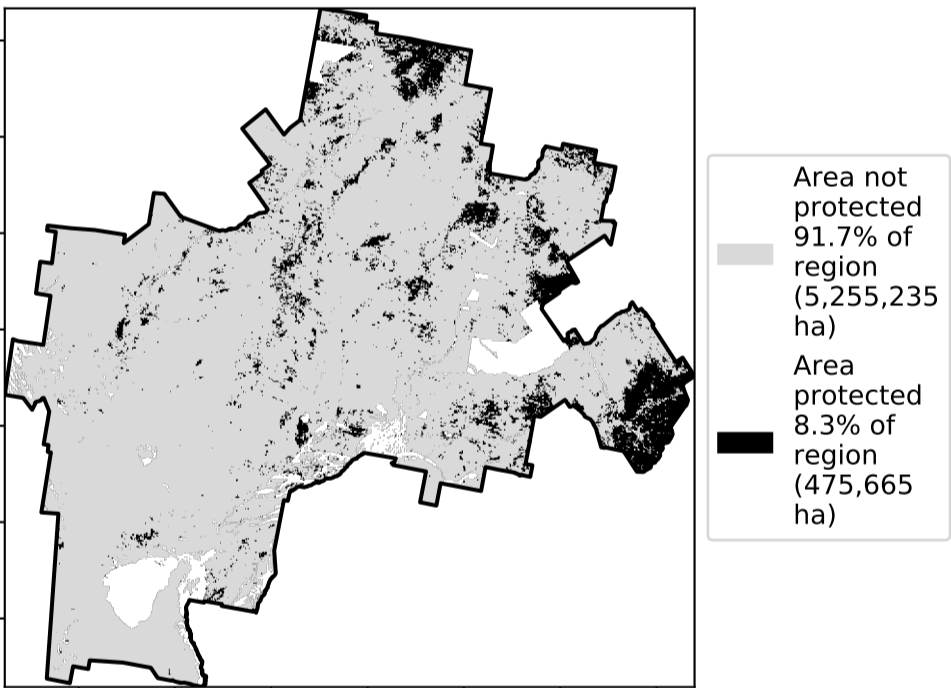 Area not
protected
91.7% of
region
(5,255,235
ha)
Area
protected
8.3% of
region
(475,665
ha)